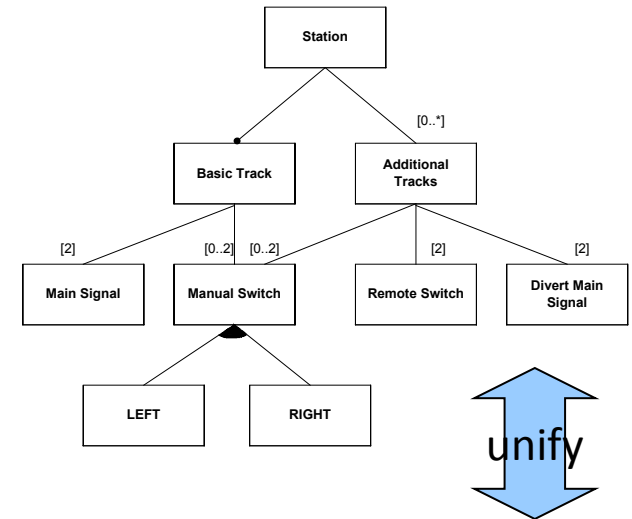 Station
[0..*]
Basic Track
Additional
Tracks
[2]
[0..2]
[0..2]
[2]
[2]
Main Signal
Manual Switch
Remote Switch
Divert Main
Signal
LEFT
RIGHT
unify